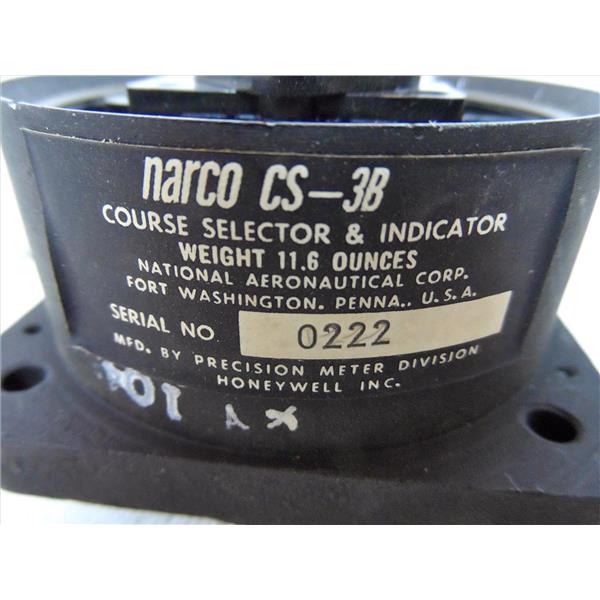 narco CS-3B
COURSE SELECTOR & INDICATOR
WEIGHT 11.6 OUNCES
NATIONAL AERONAUTICAL CORP.
FORT WASHINGTON, PENNA., U.S.A.
SERIAL NO 0222
MFD. BY PRECISION METER DIVISION
HONEYWELL INC.